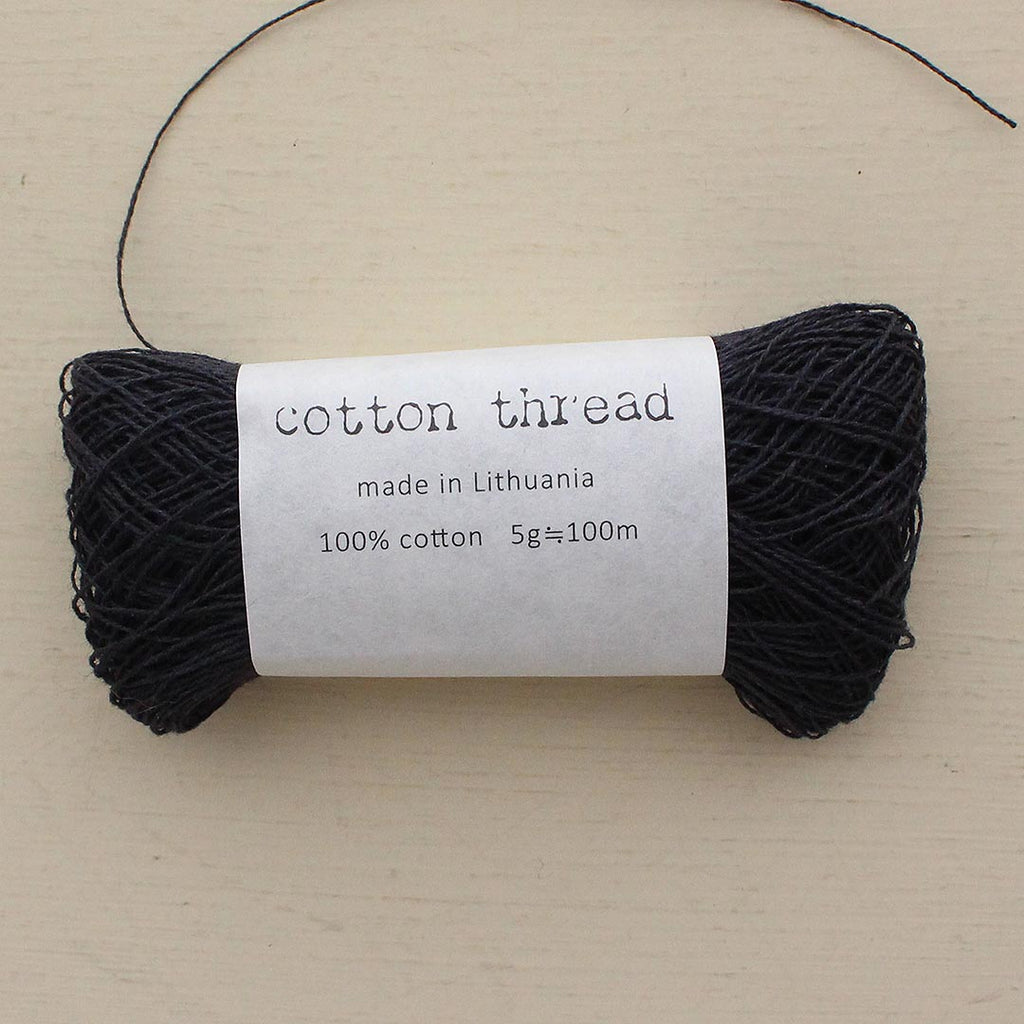 cotton thread
made in Lithuania
100% cotton 5g≒100m